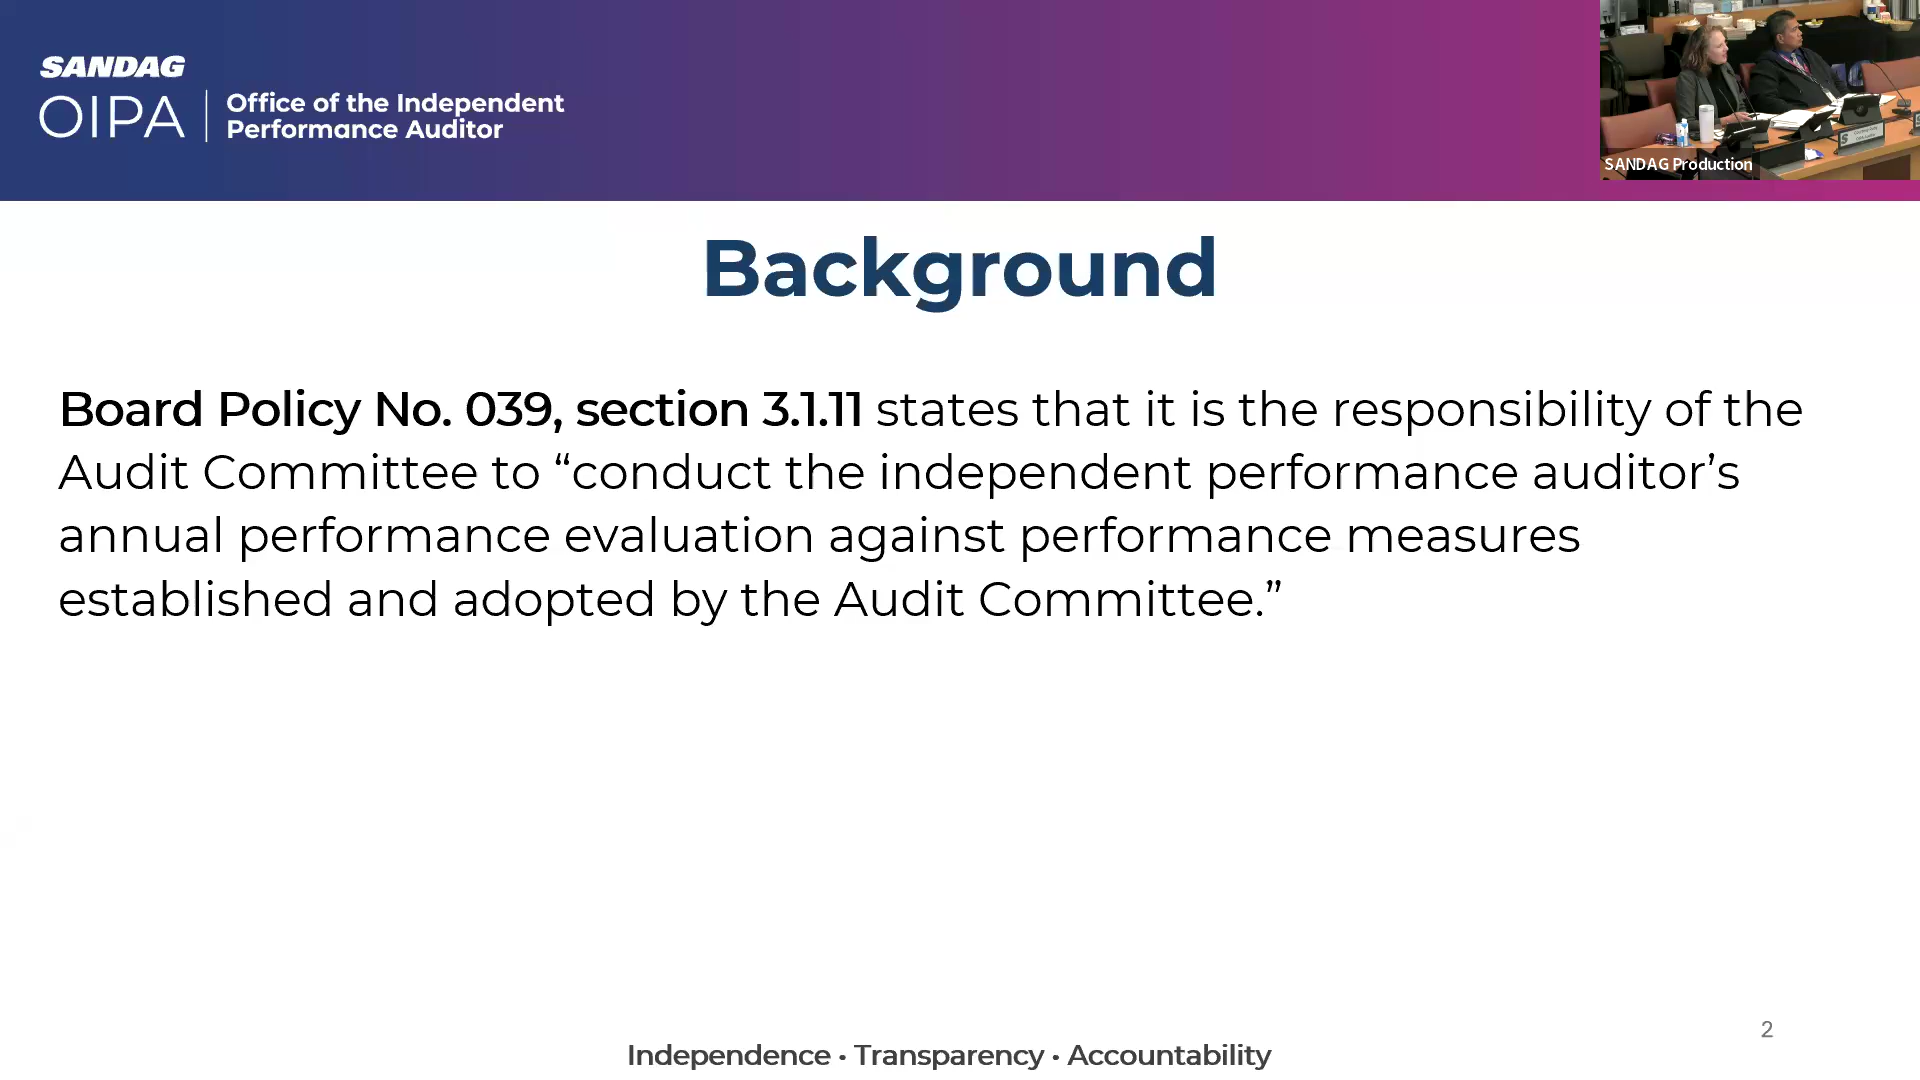 SANDAG
OIPA
Office of the Independent
Performance Auditor
SANDAG Production
Background
Board Policy No. 039, section 3.1.11 states that it is the responsibility of the
Audit Committee to “conduct the independent performance auditor’s
annual performance evaluation against performance measures
established and adopted by the Audit Committee.”
2
Independence • Transparency • Accountability